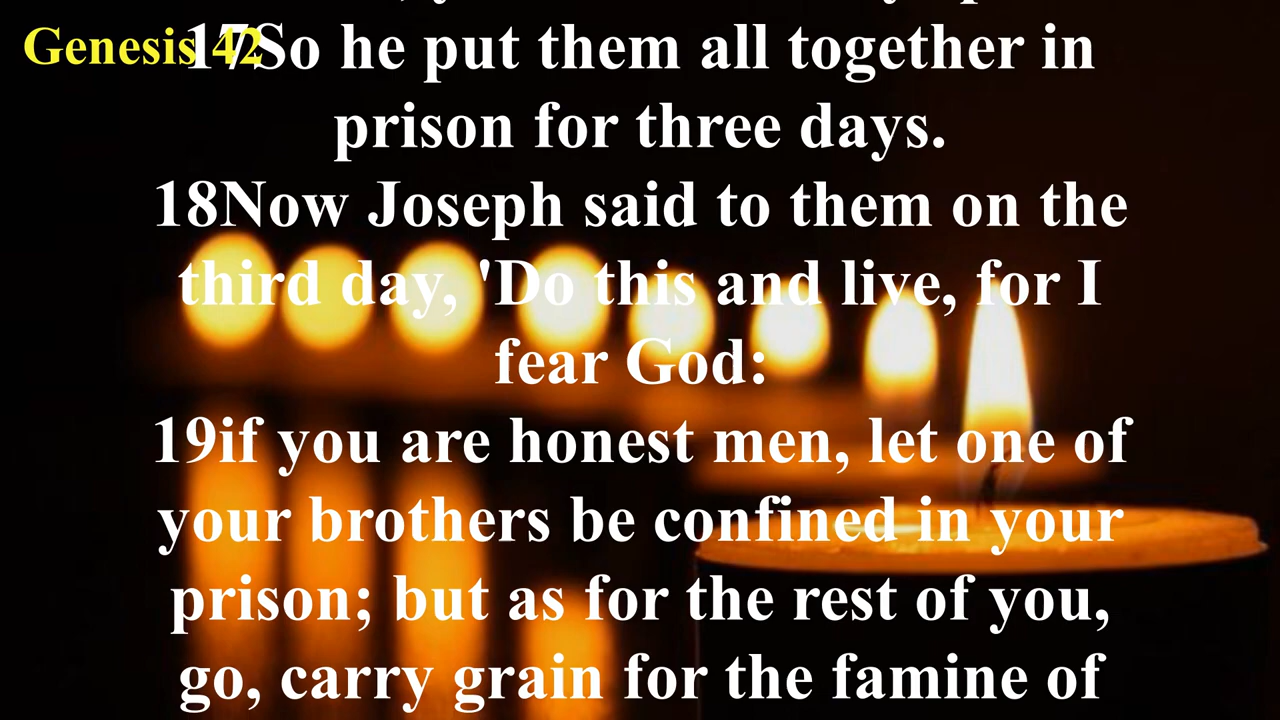 Genesis 42
17So he put them all together in
prison for three days.
18Now Joseph said to them on the
third day, 'Do this and live, for I
fear God:
19if you are honest men, let one of
your brothers be confined in your
prison; but as for the rest of you,
go, carry grain for the famine of